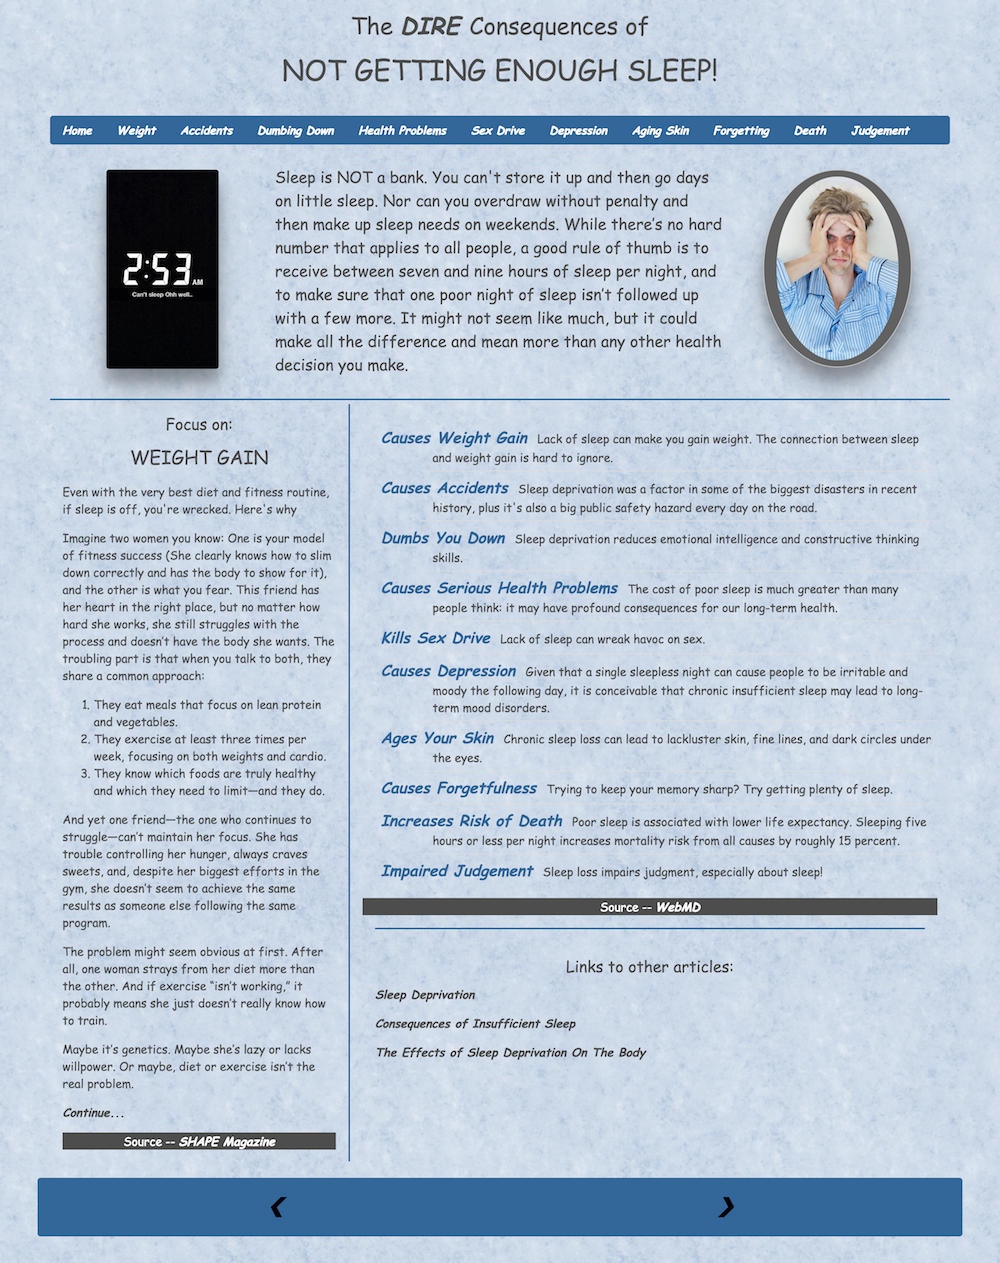 The DIRE Consequences of
NOT GETTING ENOUGH SLEEP!
Home Weight Accidents Dumbing Down Health Problems Sex Drive Depression Aging Skin Forgetting Death Judgement
2:53 AM
Can't sleep Ohh well..
Sleep is NOT a bank. You can't store it up and then go days
on little sleep. Nor can you overdraw without penalty and
then make up sleep needs on weekends. While there's no hard
number that applies to all people, a good rule of thumb is to
receive between seven and nine hours of sleep per night, and
to make sure that one poor night of sleep isn't followed up
with a few more. It might not seem like much, but it could
make all the difference and mean more than any other health
decision you make.
Focus on:
WEIGHT GAIN
Even with the very best diet and fitness routine,
if sleep is off, you're wrecked. Here's why
Imagine two women you know: One is your model
of fitness success (She clearly knows how to slim
down correctly and has the body to show for it),
and the other is what you fear. This friend has
her heart in the right place, but no matter how
hard she works, she still struggles with the
process and doesn't have the body she wants. The
troubling part is that when you talk to both, they
share a common approach:
1. They eat meals that focus on lean protein
and vegetables.
2. They exercise at least three times per
week, focusing on both weights and cardio.
3. They know which foods are truly healthy
and which they need to limit—and they do.
And yet one friend—the one who continues to
struggle—can't maintain her focus. She has
trouble controlling her hunger, always craves
sweets, and, despite her biggest efforts in the
gym, she doesn't seem to achieve the same
results as someone else following the same
program.
The problem might seem obvious at first. After
all, one woman strays from her diet more than
the other. And if exercise “isn't working,” it
probably means she just doesn't really know how
to train.
Maybe it's genetics. Maybe she's lazy or lacks
willpower. Or maybe, diet or exercise isn't the
real problem.
Continue...
Source -- SHAPE Magazine
Causes Weight Gain Lack of sleep can make you gain weight. The connection between sleep
and weight gain is hard to ignore.
Causes Accidents Sleep deprivation was a factor in some of the biggest disasters in recent
history, plus it's also a big public safety hazard every day on the road.
Dumbs You Down Sleep deprivation reduces emotional intelligence and constructive thinking
skills.
Causes Serious Health Problems The cost of poor sleep is much greater than many
people think: it may have profound consequences for our long-term health.
Kills Sex Drive Lack of sleep can wreak havoc on sex.
Causes Depression Given that a single sleepless night can cause people to be irritable and
moody the following day, it is conceivable that chronic insufficient sleep may lead to long-
term mood disorders.
Ages Your Skin Chronic sleep loss can lead to lackluster skin, fine lines, and dark circles under
the eyes.
Causes Forgetfulness Trying to keep your memory sharp? Try getting plenty of sleep.
Increases Risk of Death Poor sleep is associated with lower life expectancy. Sleeping five
hours or less per night increases mortality risk from all causes by roughly 15 percent.
Impaired Judgement Sleep loss impairs judgment, especially about sleep!
Source -- WebMD
Links to other articles:
Sleep Deprivation
Consequences of Insufficient Sleep
The Effects of Sleep Deprivation On The Body
❮ ❯